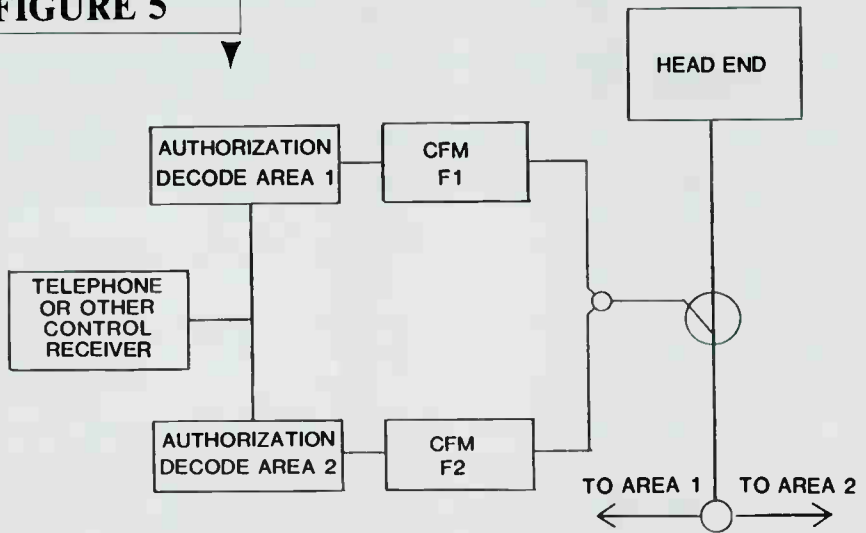 FIGURE 5
HEAD END
AUTHORIZATION
DECODE AREA 1
CFM
F1
TELEPHONE
OR OTHER
CONTROL
RECEIVER
AUTHORIZATION
DECODE AREA 2
CFM
F2
TO AREA 1
TO AREA 2